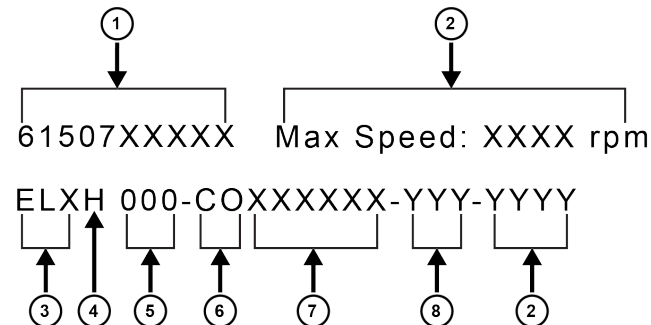 1 2
61507XXXXX Max Speed: XXXX rpm
ELXH 000-COXXXXXX-YYY-YYYY
3 4 5 6 7 8 2